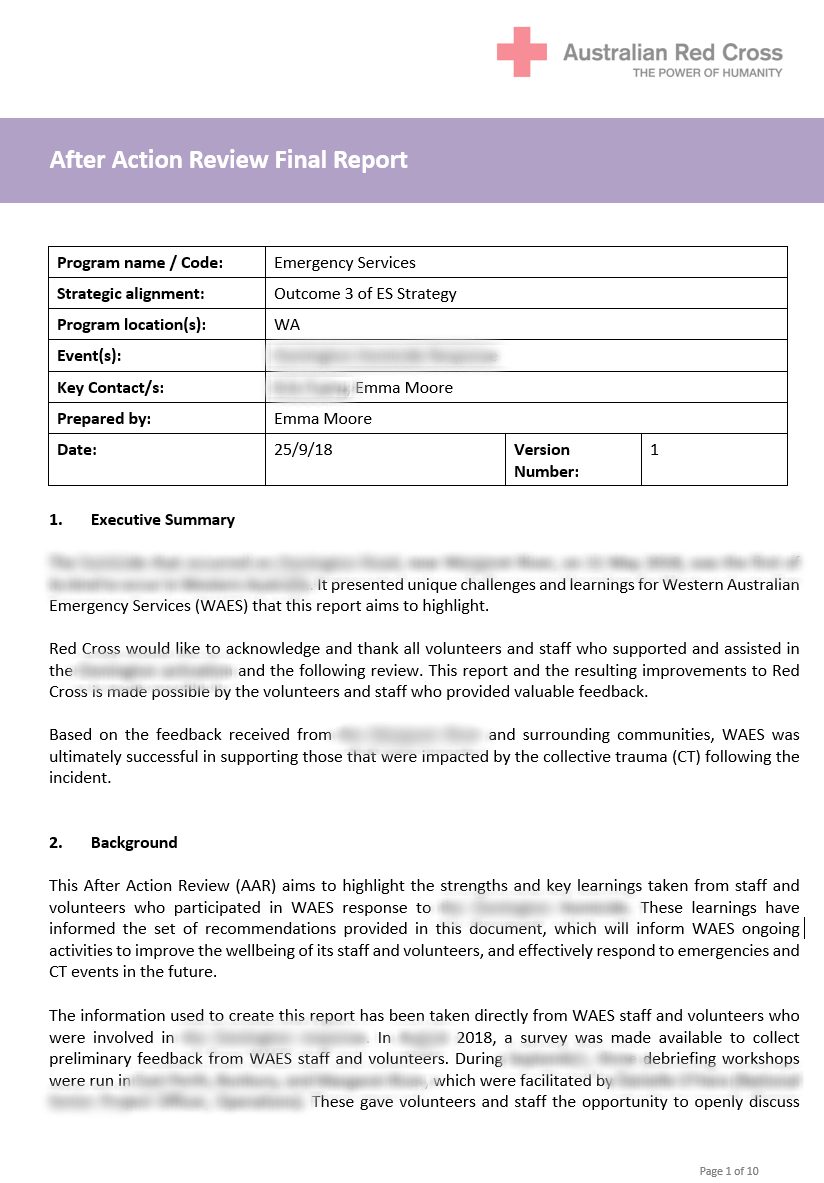 Australian Red Cross
THE POWER OF HUMANITY
After Action Review Final Report
Program name / Code: Emergency Services
Strategic alignment: Outcome 3 of ES Strategy
Program location(s): WA
Event(s):
Key Contact/s: Emma Moore
Prepared by: Emma Moore
Date: 25/9/18 Version 1
Number:
1. Executive Summary
It presented unique challenges and learnings for Western Australian
Emergency Services (WAES) that this report aims to highlight.
Red Cross would like to acknowledge and thank all volunteers and staff who supported and assisted in
the and the following review. This report and the resulting improvements to Red
Cross is made possible by the volunteers and staff who provided valuable feedback.
Based on the feedback received from and surrounding communities, WAES was
ultimately successful in supporting those that were impacted by the collective trauma (CT) following the
incident.
2. Background
This After Action Review (AAR) aims to highlight the strengths and key learnings taken from staff and
volunteers who participated in WAES response to These learnings have
informed the set of recommendations provided in this document, which will inform WAES ongoing
activities to improve the wellbeing of its staff and volunteers, and effectively respond to emergencies and
CT events in the future.
The information used to create this report has been taken directly from WAES staff and volunteers who
were involved in . In 2018, a survey was made available to collect
preliminary feedback from WAES staff and volunteers. During debriefing workshops
were run in which were facilitated by
These gave volunteers and staff the opportunity to openly discuss
Page 1 of 10